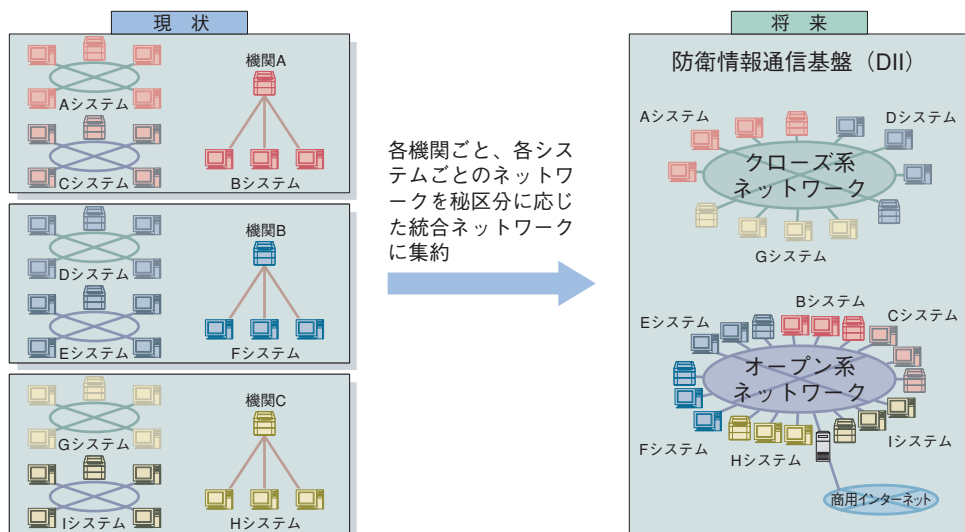 現 状
Aシステム
Cシステム
機関A
Bシステム
Dシステム
Eシステム
機関B
Fシステム
Gシステム
Iシステム
機関C
Hシステム
各機関ごと、各シス
テムごとのネットワ
ークを秘区分に応じ
た統合ネットワーク
に集約
将 来
防衛情報通信基盤（DII）
Aシステム
Dシステム
クローズ系
ネットワーク
Gシステム
Bシステム
Eシステム
Cシステム
オープン系
ネットワーク
Fシステム
Hシステム
Iシステム
商用インターネット